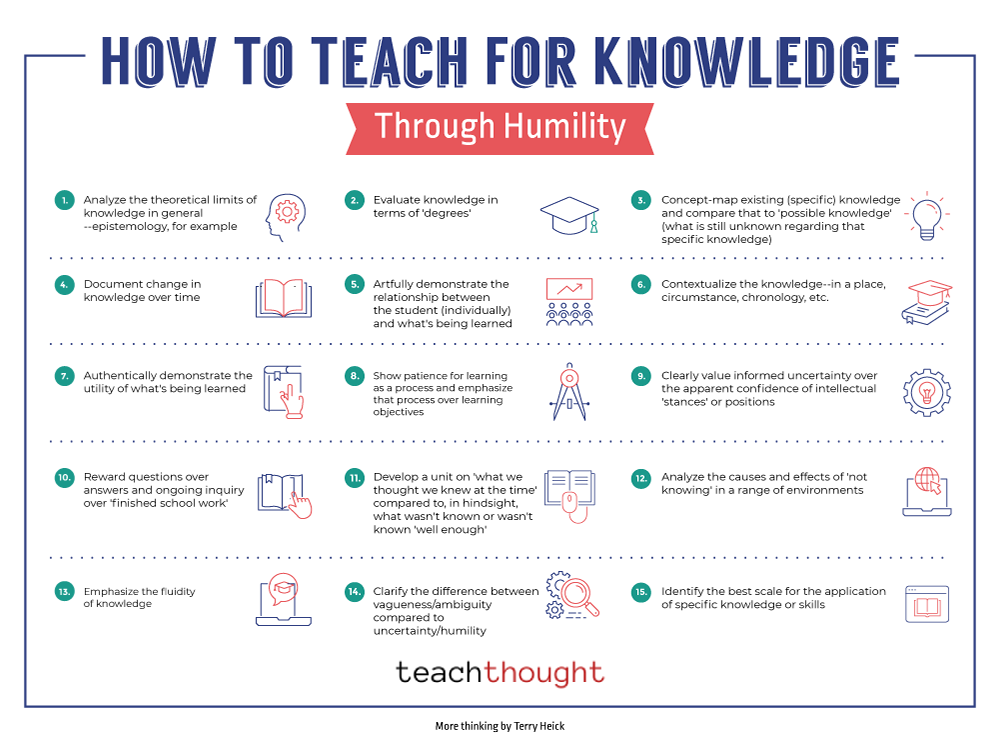 HOW TO TEACH FOR KNOWLEDGE
Through Humility
1. Analyze the theoretical limits of
knowledge in general
--epistemology, for example
2. Evaluate knowledge in
terms of 'degrees'
3. Concept-map existing (specific) knowledge
and compare that to 'possible knowledge'
(what is still unknown regarding that
specific knowledge)
4. Document change in
knowledge over time
5. Artfully demonstrate the
relationship between
the student (individually)
and what's being learned
6. Contextualize the knowledge--in a place,
circumstance, chronology, etc.
7. Authentically demonstrate the
utility of what's being learned
8. Show patience for learning
as a process and emphasize
that process over learning
objectives
9. Clearly value informed uncertainty over
the apparent confidence of intellectual
'stances' or positions
10. Reward questions over
answers and ongoing inquiry
over 'finished school work'
11. Develop a unit on 'what we
thought we knew at the time'
compared to, in hindsight,
what wasn't known or wasn't
known 'well enough'
12. Analyze the causes and effects of 'not
knowing' in a range of environments
13. Emphasize the fluidity
of knowledge
14. Clarify the difference between
vagueness/ambiguity
compared to
uncertainty/humility
15. Identify the best scale for the application
of specific knowledge or skills
teachthought
More thinking by Terry Heick